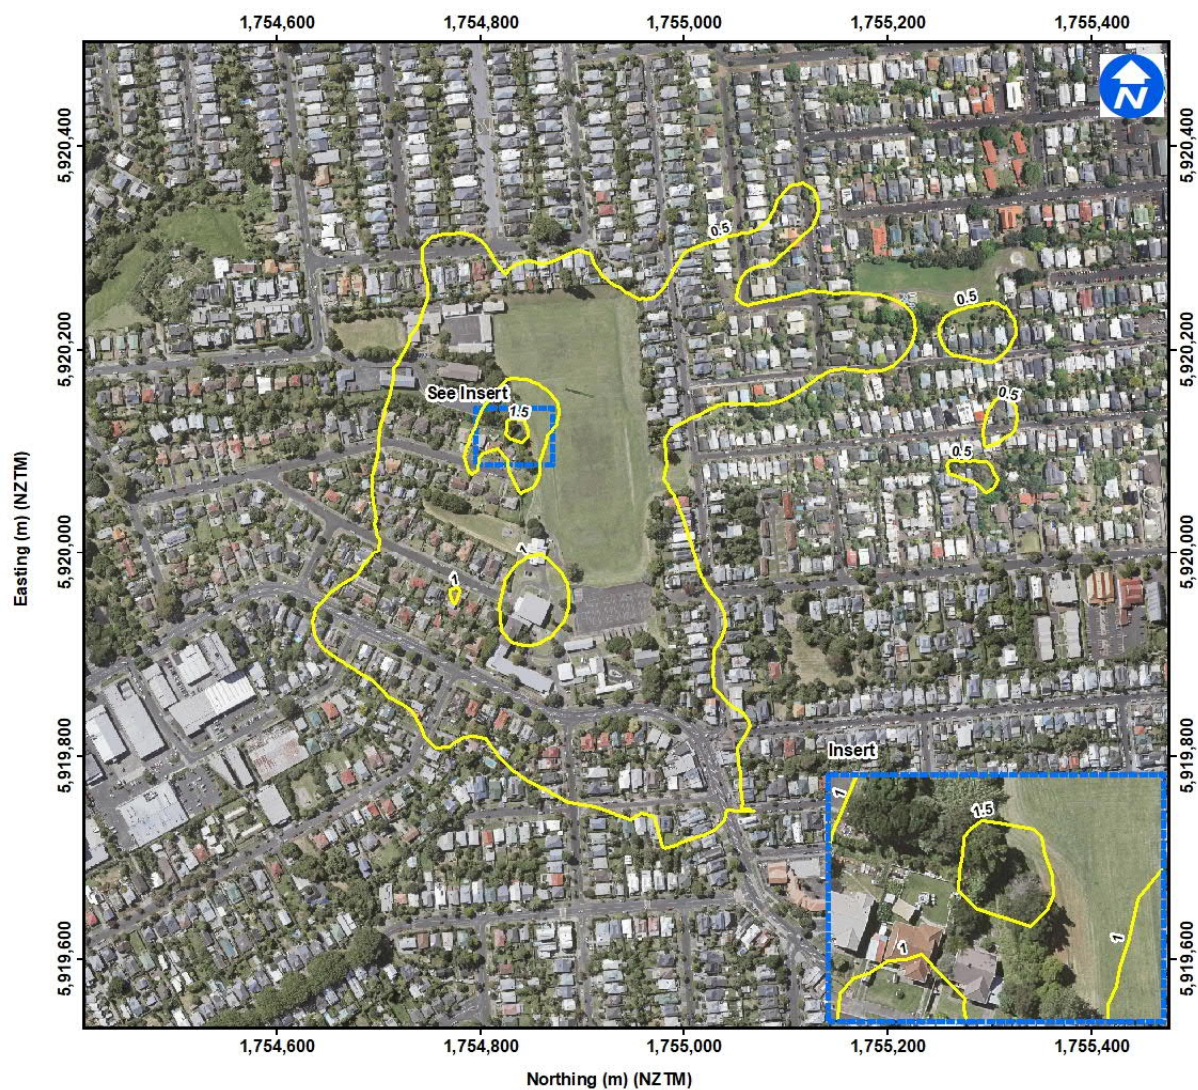 1,754,600 1,754,800 1,755,000 1,755,200 1,755,400
N
5,920,400 5,920,400
0.5
5,920,200 0.5 5,920,200
See Insert
1.5
0.5
1
0.5
5,920,000 5,920,000
1
1
5,919,800 5,919,800
Insert
1
1.5
5,919,600 5,919,600
1
1
Easting (m) (NZTM)
1,754,600 1,754,800 1,755,000 1,755,200 1,755,400
Northing (m) (NZTM)